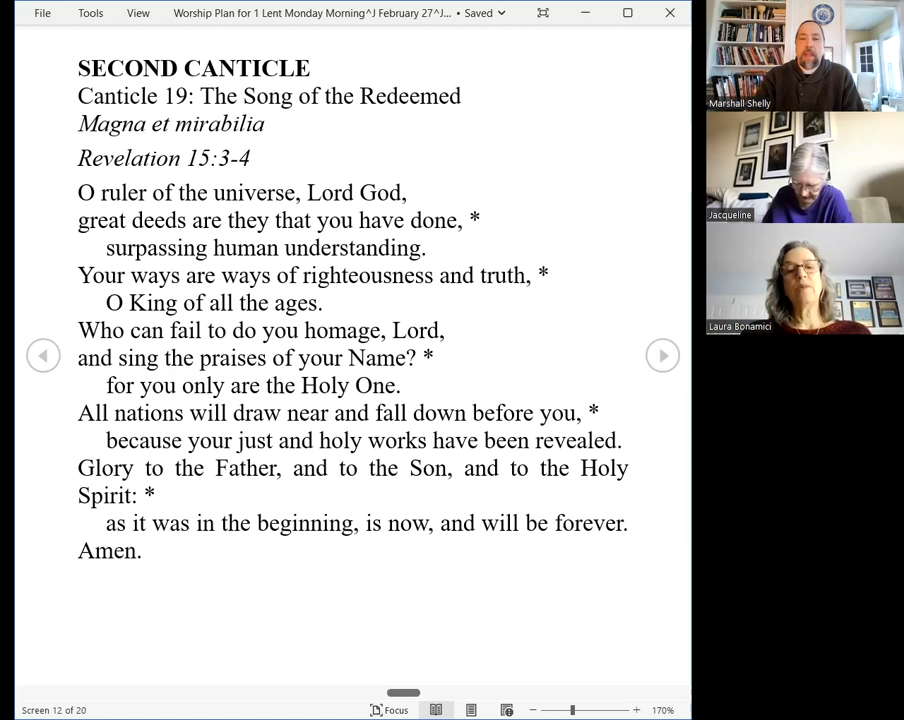 File Tools View Worship Plan for 1 Lent Monday Morning^J February 27^J... • Saved
SECOND CANTICLE
Canticle 19: The Song of the Redeemed
Magna et mirabilia
Revelation 15:3-4
O ruler of the universe, Lord God,
great deeds are they that you have done, *
surpassing human understanding.
Your ways are ways of righteousness and truth, *
O King of all the ages.
Who can fail to do you homage, Lord,
and sing the praises of your Name? *
for you only are the Holy One.
All nations will draw near and fall down before you, *
because your just and holy works have been revealed.
Glory to the Father, and to the Son, and to the Holy
Spirit: *
as it was in the beginning, is now, and will be forever.
Amen.
Screen 12 of 20 Focus 170%
Marshall Shelly
Jacqueline
Laura Bonamici